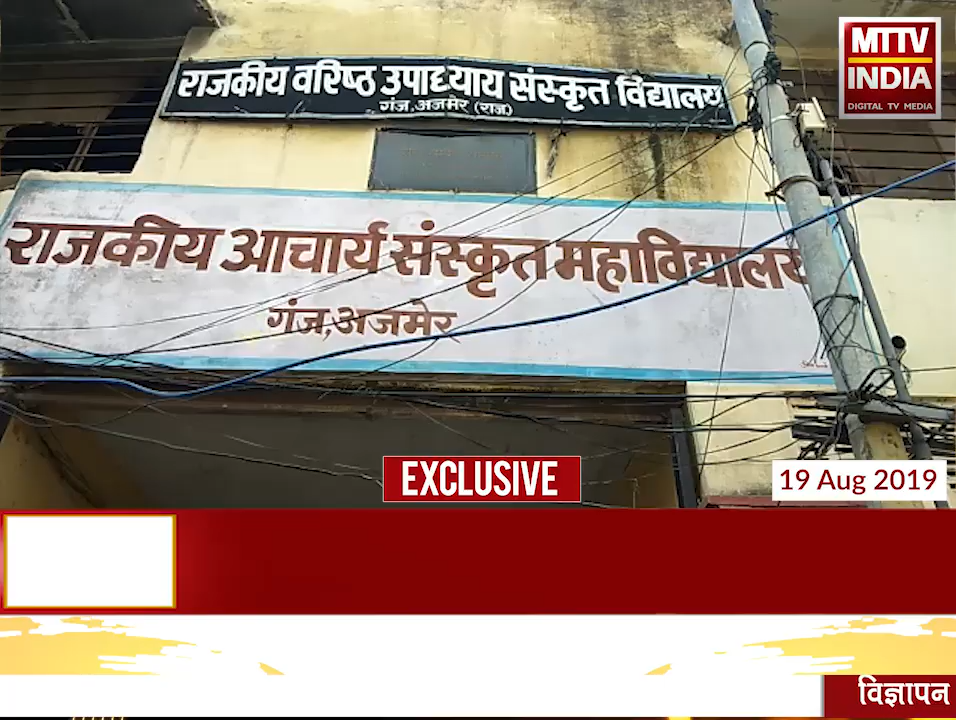 राजकीय वरिष्ठ उपाध्याय संस्कृत विद्यालय
गंज,अजमेर (राज.)
MTTV
INDIA
DIGITAL TV MEDIA
राजकीय आचार्य संस्कृत महाविद्यालय
गंज,अजमेर
EXCLUSIVE
19 Aug 2019
विज्ञापन